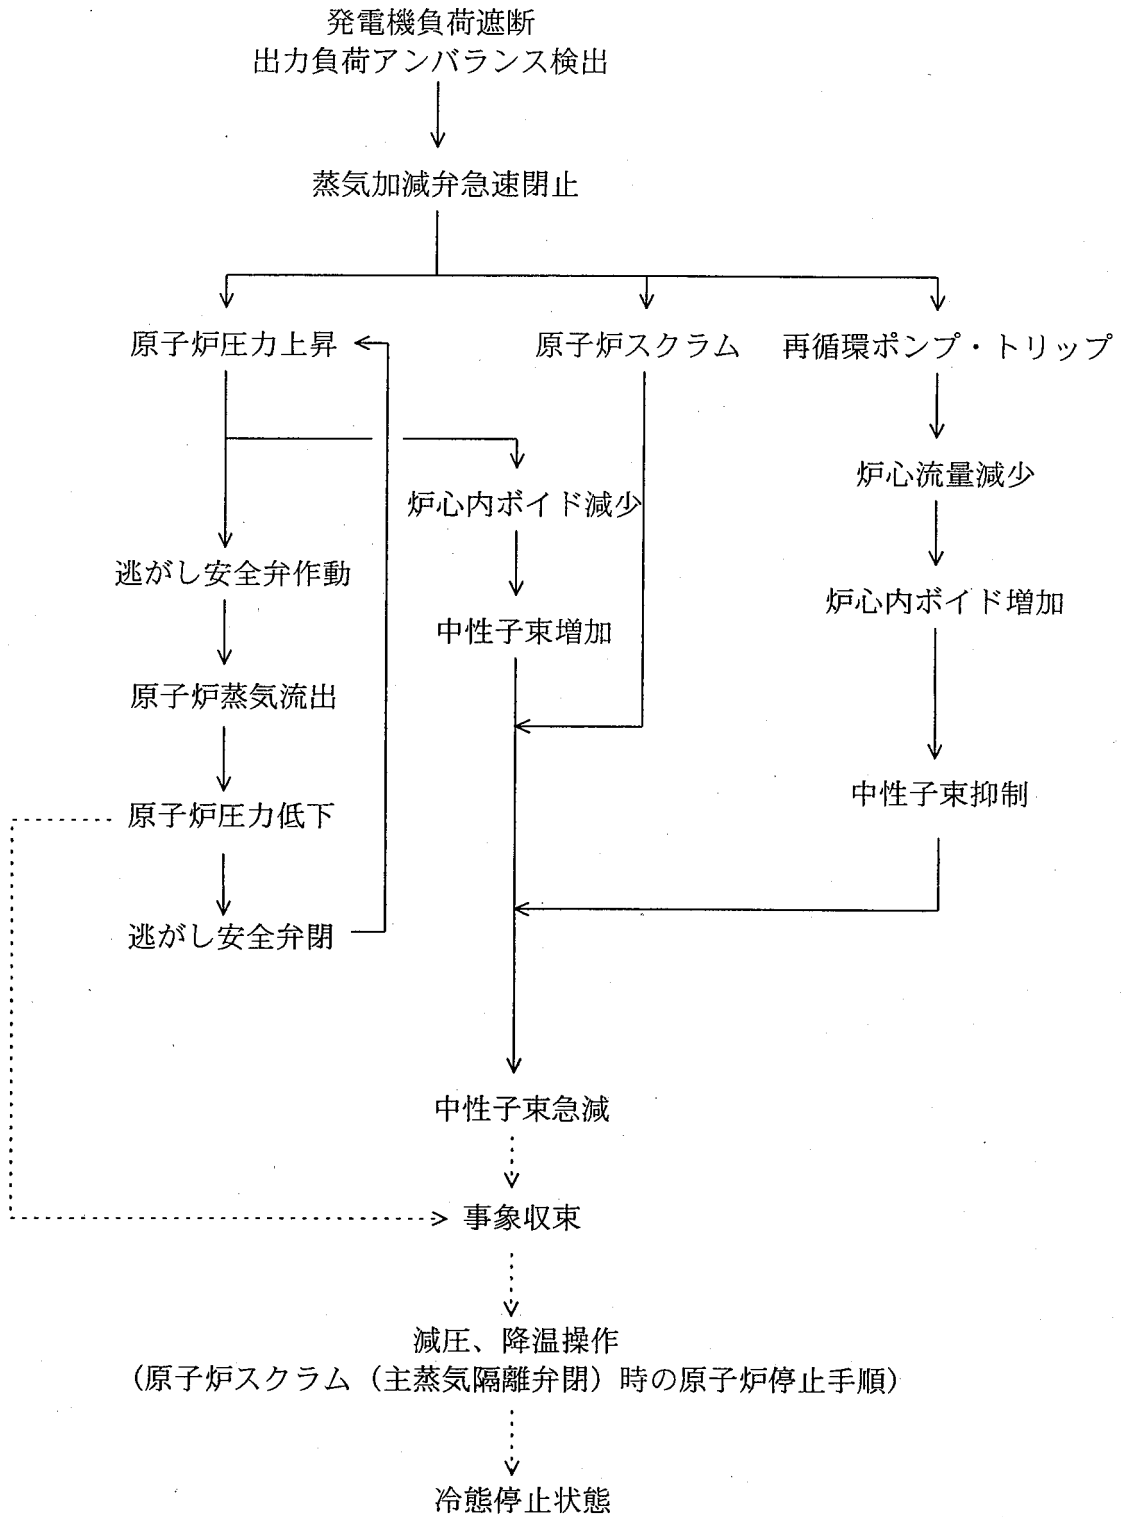 発電機負荷遮断
出力負荷アンバランス検出
蒸気加減弁急速閉止
原子炉圧力上昇
原子炉スクラム
再循環ポンプ・トリップ
炉心流量減少
炉心内ボイド減少
逃がし安全弁作動
炉心内ボイド増加
中性子束増加
原子炉蒸気流出
中性子束抑制
原子炉圧力低下
逃がし安全弁閉
中性子束急減
事象収束
減圧、降温操作
（原子炉スクラム（主蒸気隔離弁閉）時の原子炉停止手順）
冷態停止状態